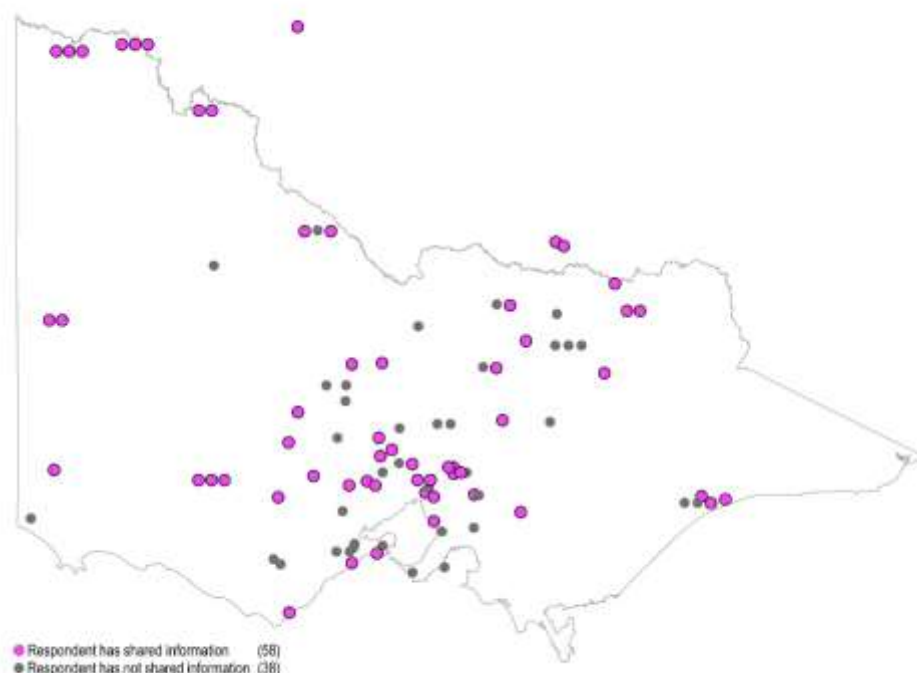 Respondent has shared information (58)
Respondent has not shared information (38)